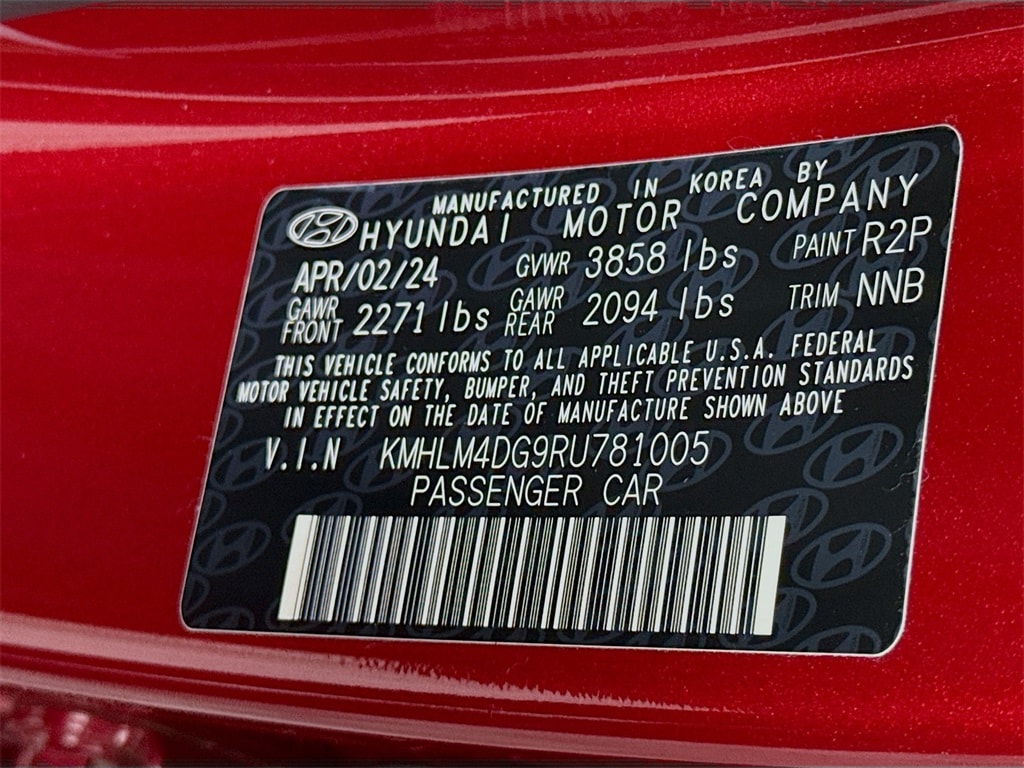 MANUFACTURED IN KOREA BY
HYUNDAI MOTOR COMPANY
APR/02/24 GVWR 3858 lbs PAINT R2P
GAWR FRONT 2271 lbs GAWR REAR 2094 lbs TRIM NNB
THIS VEHICLE CONFORMS TO ALL APPLICABLE U.S.A. FEDERAL
MOTOR VEHICLE SAFETY, BUMPER, AND THEFT PREVENTION STANDARDS
IN EFFECT ON THE DATE OF MANUFACTURE SHOWN ABOVE
V.I.N KMHLM4DG9RU781005
PASSENGER CAR